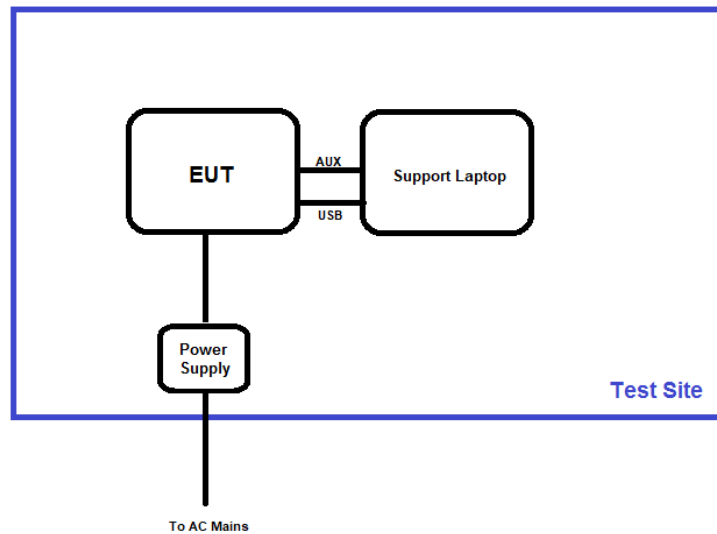 EUT
AUX
Support Laptop
USB
Power
Supply
Test Site
To AC Mains